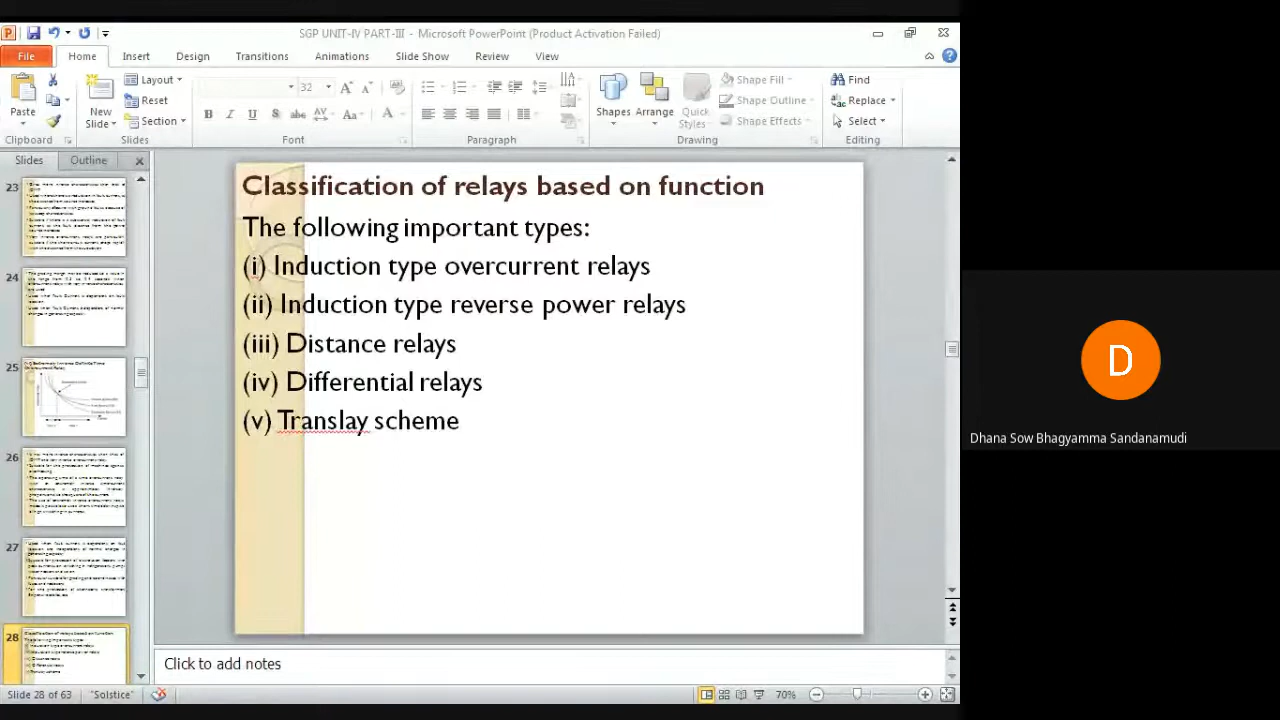 SGP UNIT-IV PART-III - Microsoft PowerPoint (Product Activation Failed)
File Home Insert Design Transitions Animations Slide Show Review View
Paste
Clipboard
New Slide
Layout
Reset
Section
Slides
32
Font
Paragraph
Shapes
Arrange
Quick Styles
Shape Fill
Shape Outline
Shape Effects
Drawing
Find
Replace
Select
Editing
Slides Outline
23
24
25
26
27
28
Classification of relays based on function
The following important types:
(i) Induction type overcurrent relays
(ii) Induction type reverse power relays
(iii) Distance relays
(iv) Differential relays
(v) Translay scheme
Click to add notes
Slide 28 of 63 "Solstice" 70%
D
Dhana Sow Bhagyamma Sandanamudi